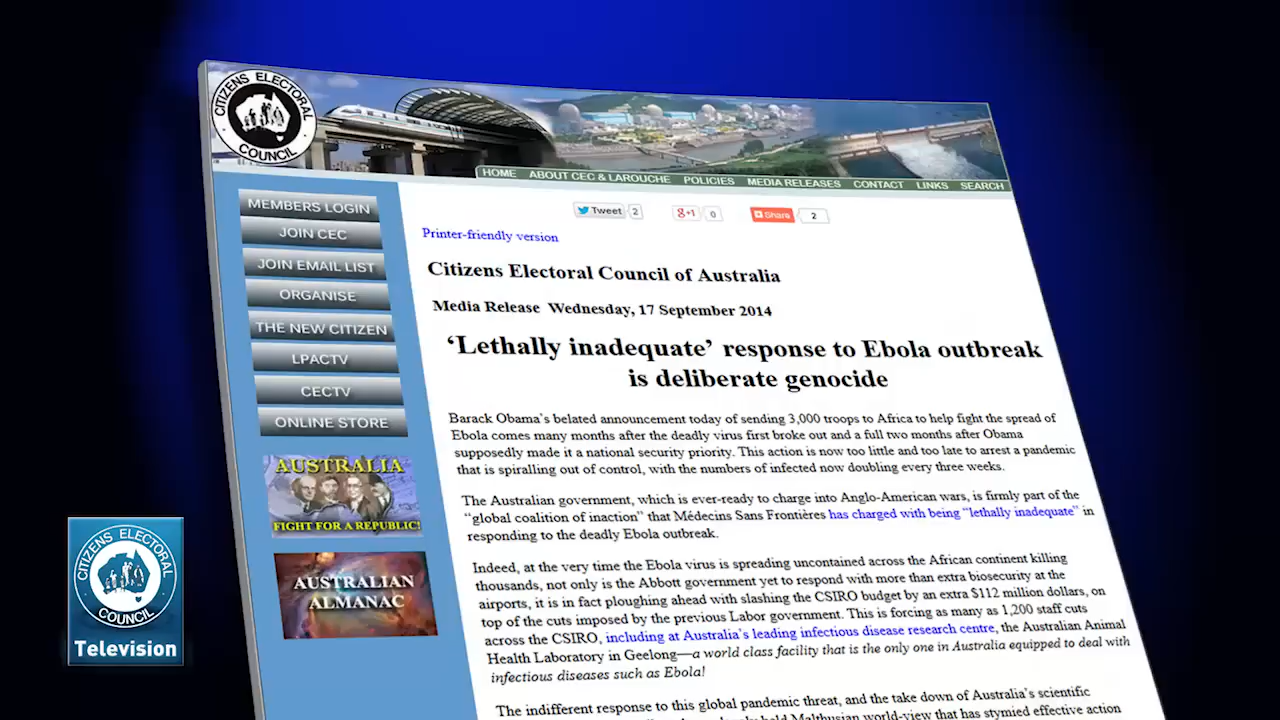 CITIZENS ELECTORAL
COUNCIL
HOME ABOUT CEC & LAROUCHE POLICIES MEDIA RELEASES CONTACT LINKS SEARCH
MEMBERS LOGIN
JOIN CEC
JOIN EMAIL LIST
ORGANISE
THE NEW CITIZEN
LPACTV
CECTV
ONLINE STORE
AUSTRALIA
FIGHT FOR A REPUBLIC!
AUSTRALIAN
ALMANAC
Tweet 2 g+1 0 Share 2
Printer-friendly version
Citizens Electoral Council of Australia
Media Release Wednesday, 17 September 2014
‘Lethally inadequate’ response to Ebola outbreak
is deliberate genocide
Barack Obama’s belated announcement today of sending 3,000 troops to Africa to help fight the spread of
Ebola comes many months after the deadly virus first broke out and a full two months after Obama
supposedly made it a national security priority. This action is now too little and too late to arrest a pandemic
that is spiralling out of control, with the numbers of infected now doubling every three weeks.
The Australian government, which is ever-ready to charge into Anglo-American wars, is firmly part of the
“global coalition of inaction” that Médecins Sans Frontières has charged with being “lethally inadequate” in
responding to the deadly Ebola outbreak.
Indeed, at the very time the Ebola virus is spreading uncontained across the African continent killing
thousands, not only is the Abbott government yet to respond with more than extra biosecurity at the
airports, it is in fact ploughing ahead with slashing the CSIRO budget by an extra $112 million dollars, on
top of the cuts imposed by the previous Labor government. This is forcing as many as 1,200 staff cuts
across the CSIRO, including at Australia’s leading infectious disease research centre, the Australian Animal
Health Laboratory in Geelong—a world class facility that is the only one in Australia equipped to deal with
infectious diseases such as Ebola!
The indifferent response to this global pandemic threat, and the take down of Australia’s scientific
held Malthusian world-view that has stymied effective action
CITIZENS ELECTORAL
COUNCIL
Television